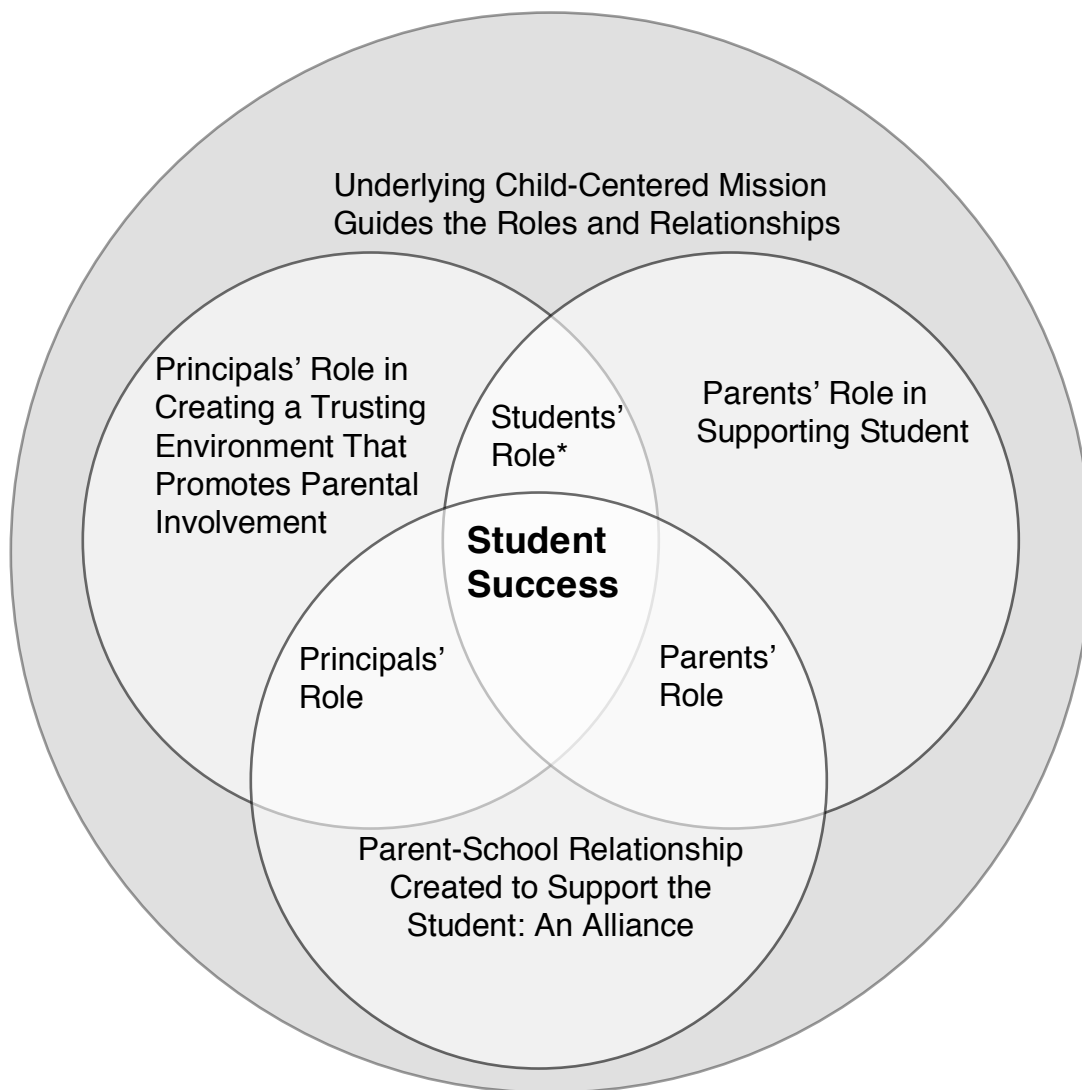 Underlying Child-Centered Mission
Guides the Roles and Relationships
Principals’ Role in
Creating a Trusting
Environment That
Promotes Parental
Involvement
Students’
Role*
Parents’ Role in
Supporting Student
Student
Success
Principals’
Role
Parents’
Role
Parent-School Relationship
Created to Support the
Student: An Alliance